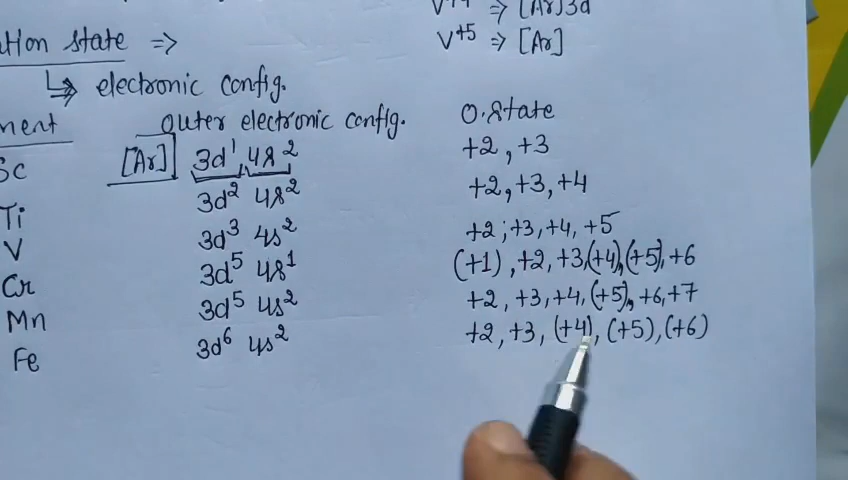 V+4 => [Ar]3d
V+5 => [Ar]
ation state =>
electronic config.
ment outer electronic config. O.State
Sc [Ar] 3d1, 4s2 +2, +3
Ti 3d2 4s2 +2, +3, +4
V 3d3 4s2 +2, +3, +4, +5
Cr 3d5 4s1 (+1), +2, +3, (+4), (+5), +6
Mn 3d5 4s2 +2, +3, +4, (+5), +6, +7
Fe 3d6 4s2 +2, +3, (+4), (+5), (+6)